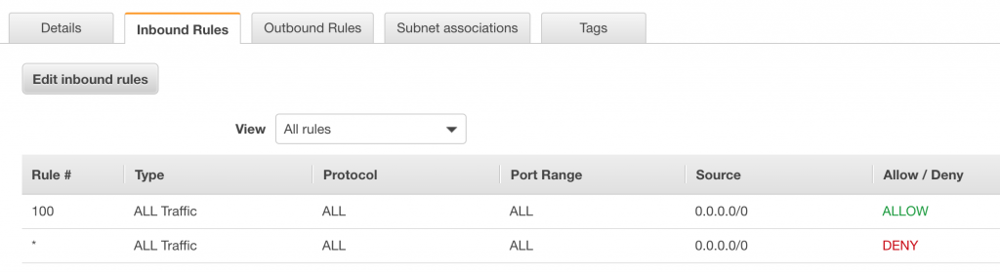 Details Inbound Rules Outbound Rules Subnet associations Tags
Edit inbound rules
View All rules
Rule # Type Protocol Port Range Source Allow / Deny
100 ALL Traffic ALL ALL 0.0.0.0/0 ALLOW
* ALL Traffic ALL ALL 0.0.0.0/0 DENY